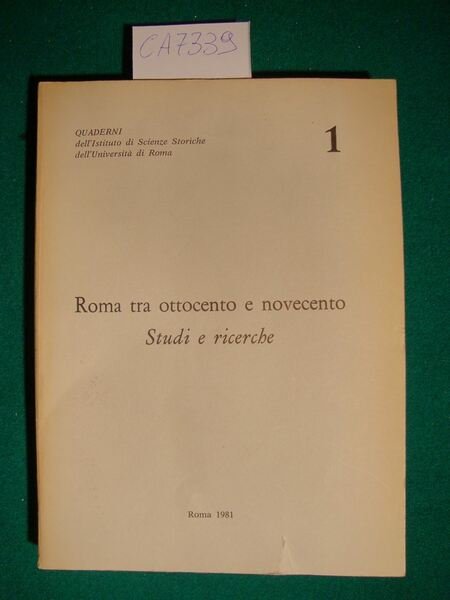 CA7339
QUADERNI
dell'Istituto di Scienze Storiche
dell'Università di Roma
1
Roma tra ottocento e novecento
Studi e ricerche
Roma 1981